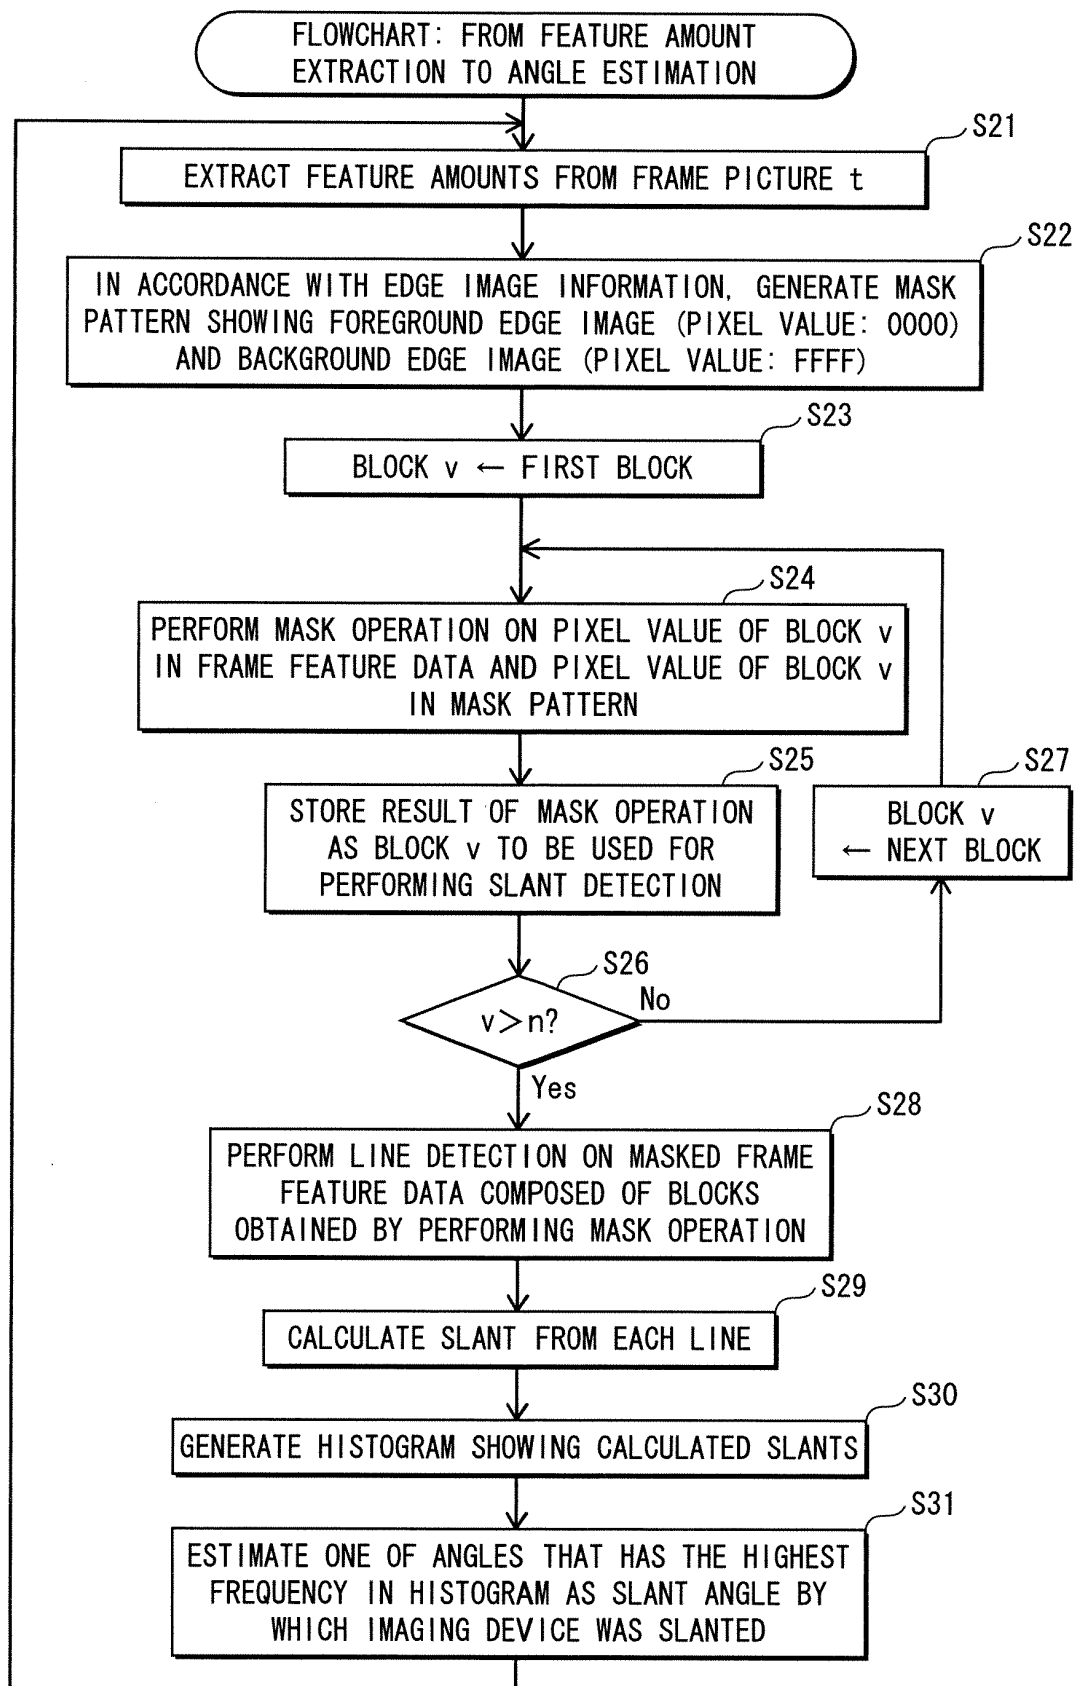 FLOWCHART: FROM FEATURE AMOUNT
EXTRACTION TO ANGLE ESTIMATION
S21
EXTRACT FEATURE AMOUNTS FROM FRAME PICTURE t
S22
IN ACCORDANCE WITH EDGE IMAGE INFORMATION, GENERATE MASK
PATTERN SHOWING FOREGROUND EDGE IMAGE (PIXEL VALUE: 0000)
AND BACKGROUND EDGE IMAGE (PIXEL VALUE: FFFF)
S23
BLOCK v ← FIRST BLOCK
S24
PERFORM MASK OPERATION ON PIXEL VALUE OF BLOCK v
IN FRAME FEATURE DATA AND PIXEL VALUE OF BLOCK v
IN MASK PATTERN
S25
STORE RESULT OF MASK OPERATION
AS BLOCK v TO BE USED FOR
PERFORMING SLANT DETECTION
S27
BLOCK v
← NEXT BLOCK
S26
v>n?
No
Yes
S28
PERFORM LINE DETECTION ON MASKED FRAME
FEATURE DATA COMPOSED OF BLOCKS
OBTAINED BY PERFORMING MASK OPERATION
S29
CALCULATE SLANT FROM EACH LINE
S30
GENERATE HISTOGRAM SHOWING CALCULATED SLANTS
S31
ESTIMATE ONE OF ANGLES THAT HAS THE HIGHEST
FREQUENCY IN HISTOGRAM AS SLANT ANGLE BY
WHICH IMAGING DEVICE WAS SLANTED